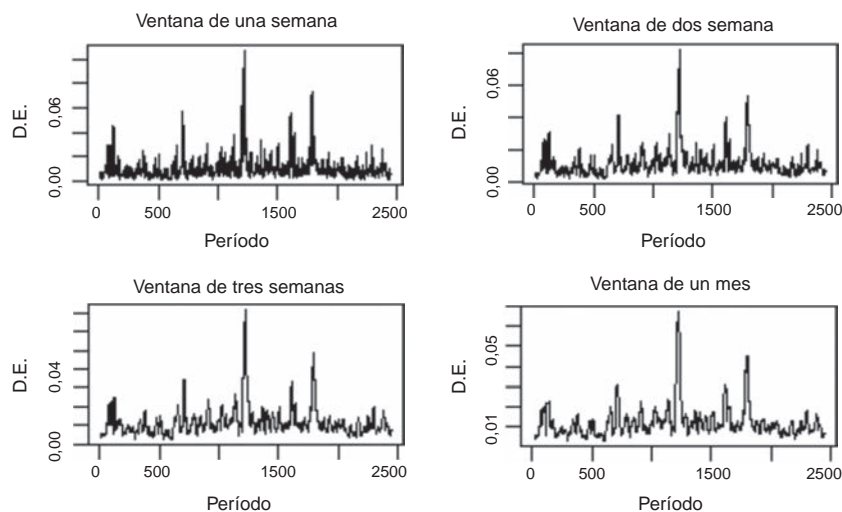 Ventana de una semana
D.E.
0,06
0,00
0
500
1500
2500
Período
Ventana de dos semana
D.E.
0,06
0,00
0
500
1500
2500
Período
Ventana de tres semanas
D.E.
0,04
0,00
0
500
1500
2500
Período
Ventana de un mes
D.E.
0,05
0,01
0
500
1500
2500
Período